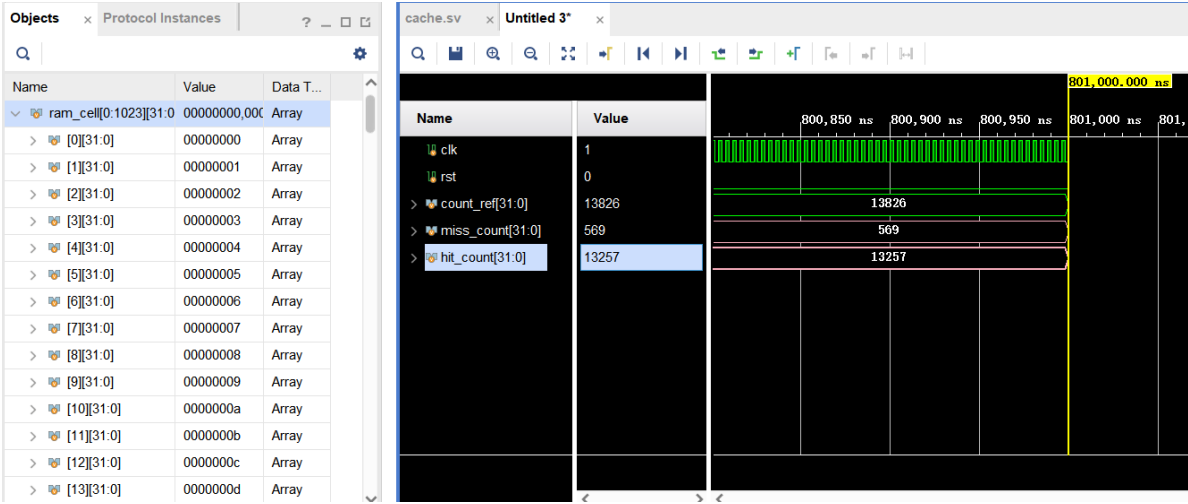 Objects × Protocol Instances ? _ □
Name Value Data T...
ram_cell[0:1023][31:0 00000000,000 Array
[0][31:0] 00000000 Array
[1][31:0] 00000001 Array
[2][31:0] 00000002 Array
[3][31:0] 00000003 Array
[4][31:0] 00000004 Array
[5][31:0] 00000005 Array
[6][31:0] 00000006 Array
[7][31:0] 00000007 Array
[8][31:0] 00000008 Array
[9][31:0] 00000009 Array
[10][31:0] 0000000a Array
[11][31:0] 0000000b Array
[12][31:0] 0000000c Array
[13][31:0] 0000000d Array
cache.sv × Untitled 3* ×
801,000.000 ns
Name Value
800,850 ns 800,900 ns 800,950 ns 801,000 ns 801,
clk 1
rst 0
count_ref[31:0] 13826 13826
miss_count[31:0] 569 569
hit_count[31:0] 13257 13257